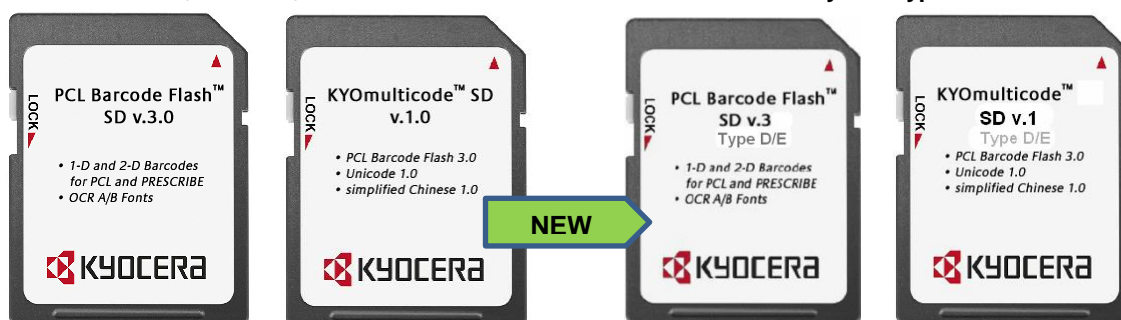 LOCK
PCL Barcode Flash™
SD v.3.0
• 1-D and 2-D Barcodes
for PCL and PRESCRIBE
• OCR A/B Fonts
KYOCERA
LOCK
KYOmulticode™ SD
v.1.0
• PCL Barcode Flash 3.0
• Unicode 1.0
• simplified Chinese 1.0
KYOCERA
NEW
LOCK
PCL Barcode Flash™
SD v.3
Type D/E
• 1-D and 2-D Barcodes
for PCL and PRESCRIBE
• OCR A/B Fonts
KYOCERA
LOCK
KYOmulticode™
SD v.1
Type D/E
• PCL Barcode Flash 3.0
• Unicode 1.0
• simplified Chinese 1.0
KYOCERA